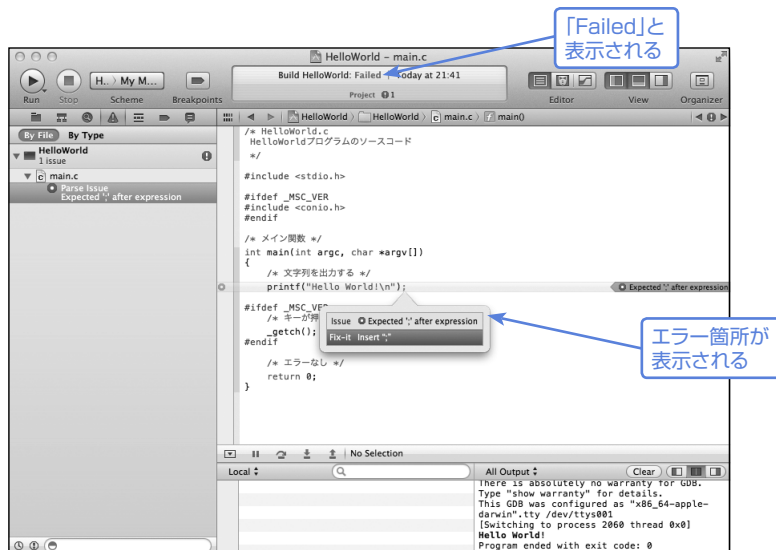 「Failed」と
表示される
HelloWorld – main.c
Build HelloWorld: Failed | Today at 21:41
Project 1
H.. 〉 My M...
Run Stop Scheme Breakpoints Editor View Organizer
By File By Type
HelloWorld 〉 HelloWorld 〉 main.c 〉 main()
HelloWorld
1 issue
main.c
Parse Issue
Expected ';' after expression
/* HelloWorld.c
HelloWorldプログラムのソースコード
*/
#include <stdio.h>
#ifdef _MSC_VER
#include <conio.h>
#endif
/* メイン関数 */
int main(int argc, char *argv[])
{
/* 文字列を出力する */
printf("Hello World!\n");
Expected ';' after expression
#ifdef _MSC_VER
/* キーが押
_getch();
#endif
Issue Expected ';' after expression
Fix-it Insert ";"
/* エラーなし */
return 0;
}
エラー箇所が
表示される
No Selection
Local
All Output
Clear
There is absolutely no warranty for GDB.
Type "show warranty" for details.
This GDB was configured as "x86_64-apple-
darwin".tty /dev/ttys001
[Switching to process 2060 thread 0x0]
Hello World!
Program ended with exit code: 0